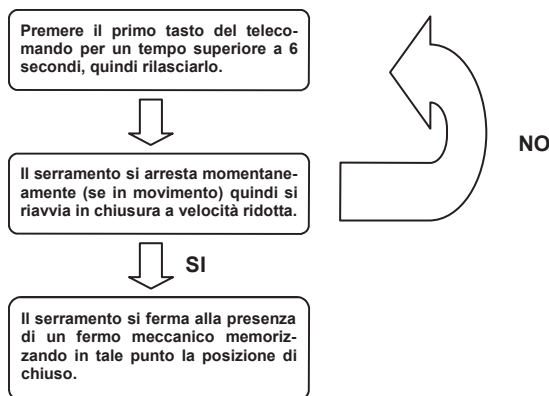 Premere il primo tasto del teleco-
mando per un tempo superiore a 6
secondi, quindi rilasciarlo.
NO
Il serramento si arresta momentane-
amente (se in movimento) quindi si
riavvia in chiusura a velocità ridotta.
SI
Il serramento si ferma alla presenza
di un fermo meccanico memoriz-
zando in tale punto la posizione di
chiuso.